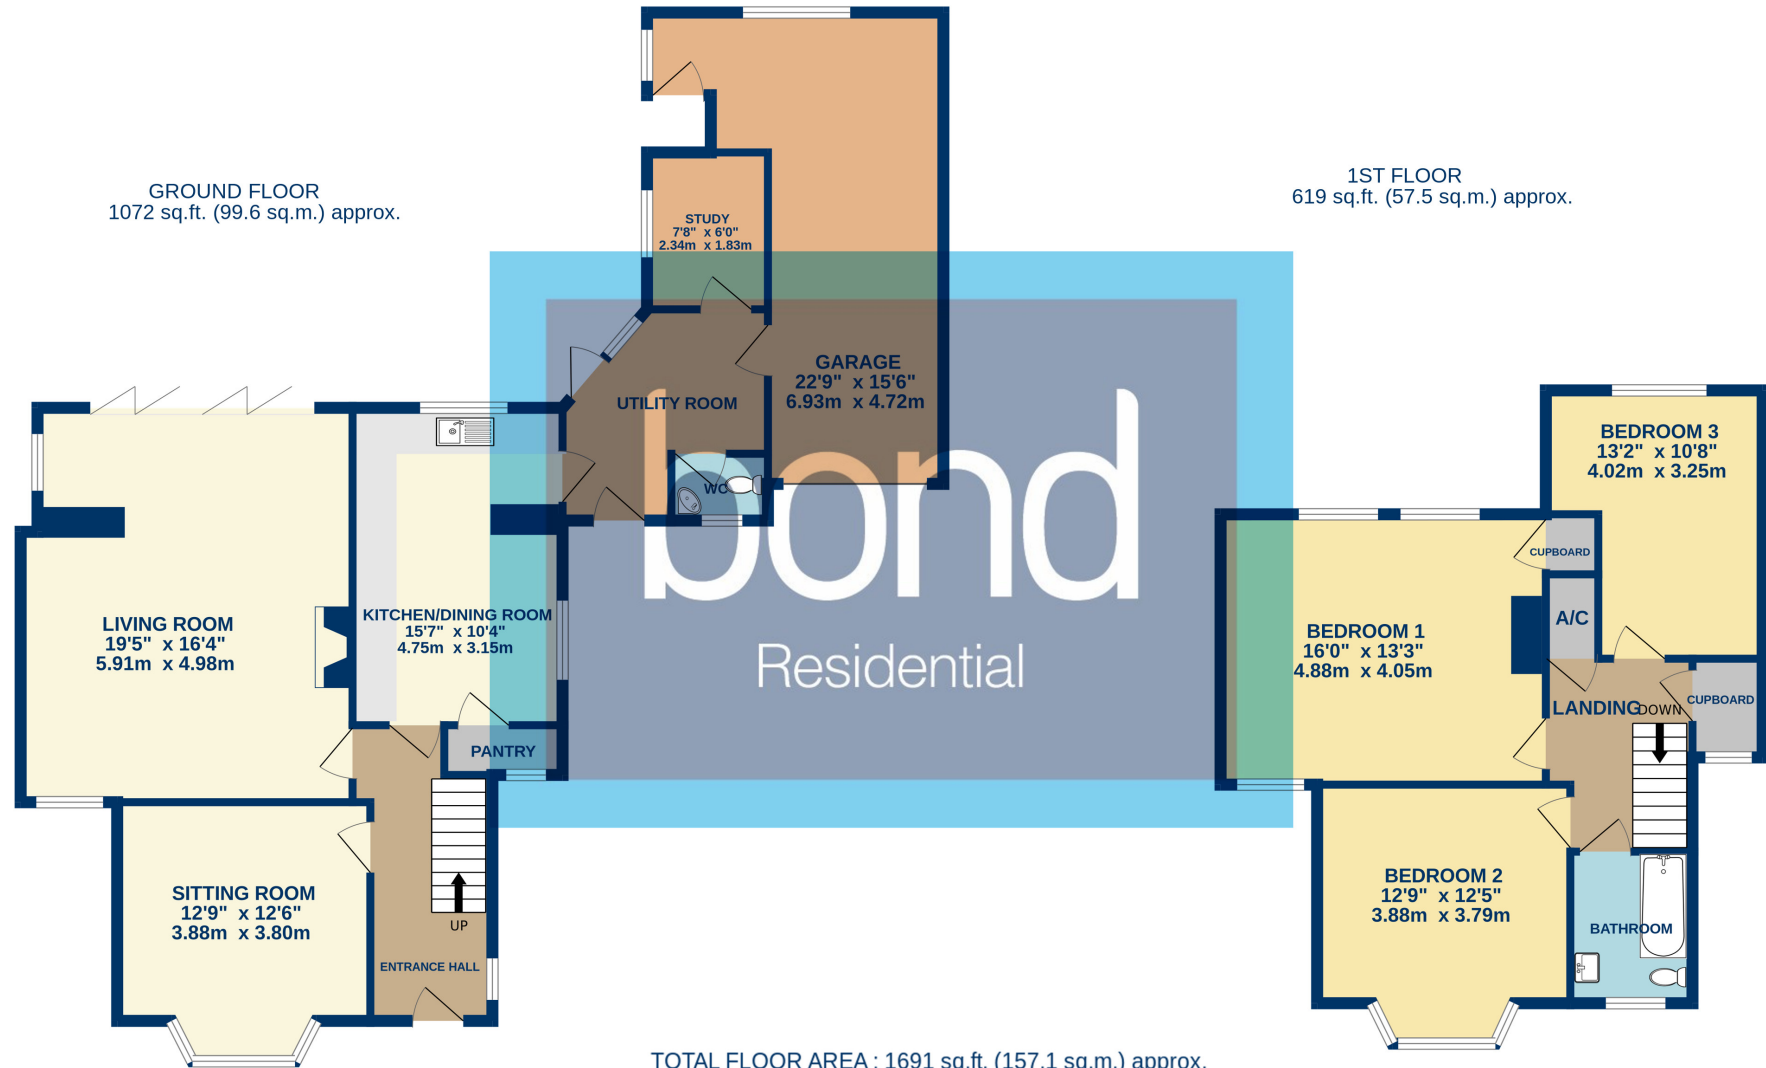 GROUND FLOOR
1072 sq.ft. (99.6 sq.m.) approx.
1ST FLOOR
619 sq.ft. (57.5 sq.m.) approx.
STUDY
7'8" x 6'0"
2.34m x 1.83m
GARAGE
22'9" x 15'6"
6.93m x 4.72m
UTILITY ROOM
WC
bond
Residential
LIVING ROOM
19'5" x 16'4"
5.91m x 4.98m
KITCHEN/DINING ROOM
15'7" x 10'4"
4.75m x 3.15m
PANTRY
SITTING ROOM
12'9" x 12'6"
3.88m x 3.80m
UP
ENTRANCE HALL
BEDROOM 3
13'2" x 10'8"
4.02m x 3.25m
CUPBOARD
A/C
BEDROOM 1
16'0" x 13'3"
4.88m x 4.05m
LANDING
DOWN
CUPBOARD
BEDROOM 2
12'9" x 12'5"
3.88m x 3.79m
BATHROOM
TOTAL FLOOR AREA : 1691 sq.ft. (157.1 sq.m.) approx.